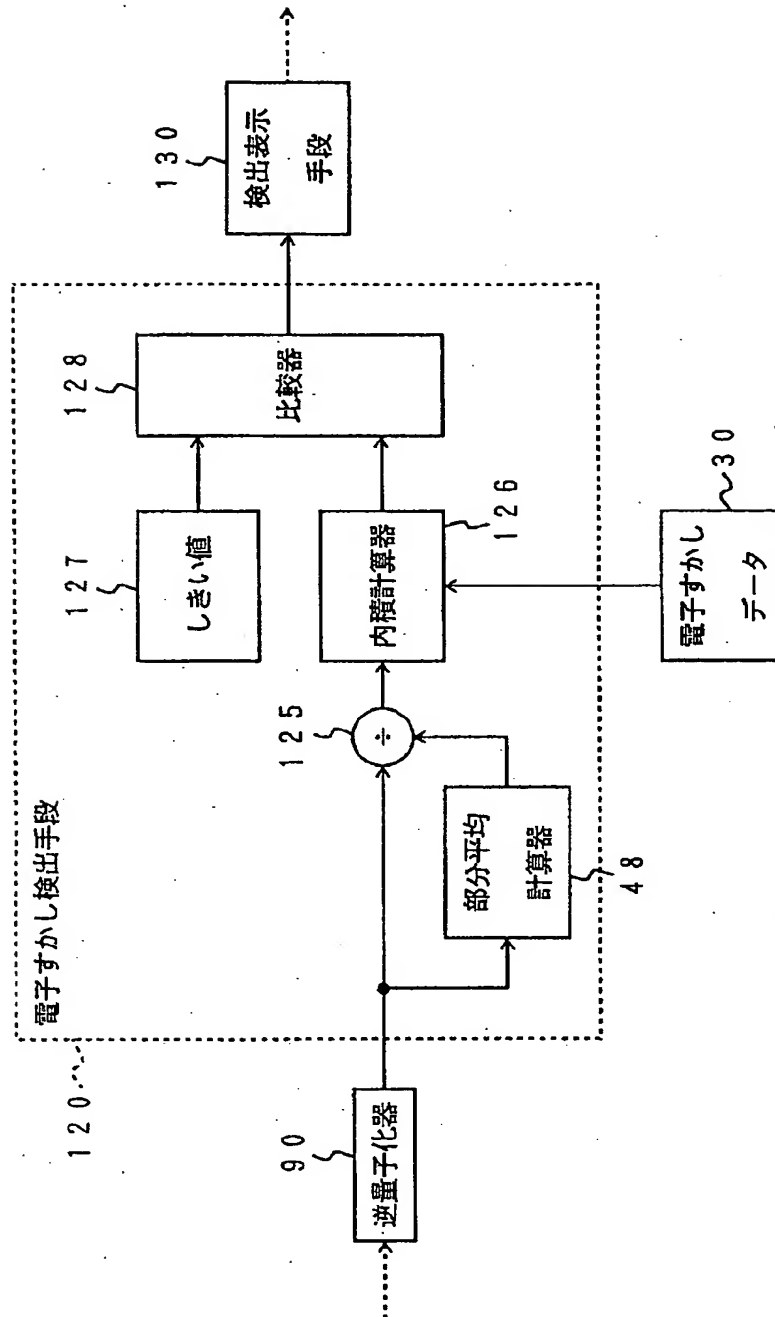 120
電子すかし検出手段
90
逆量子化器
部分平均
計算器
48
125
÷
127
しきい値
内積計算器
126
128
比較器
130
検出表示
手段
電子すかし
データ
30